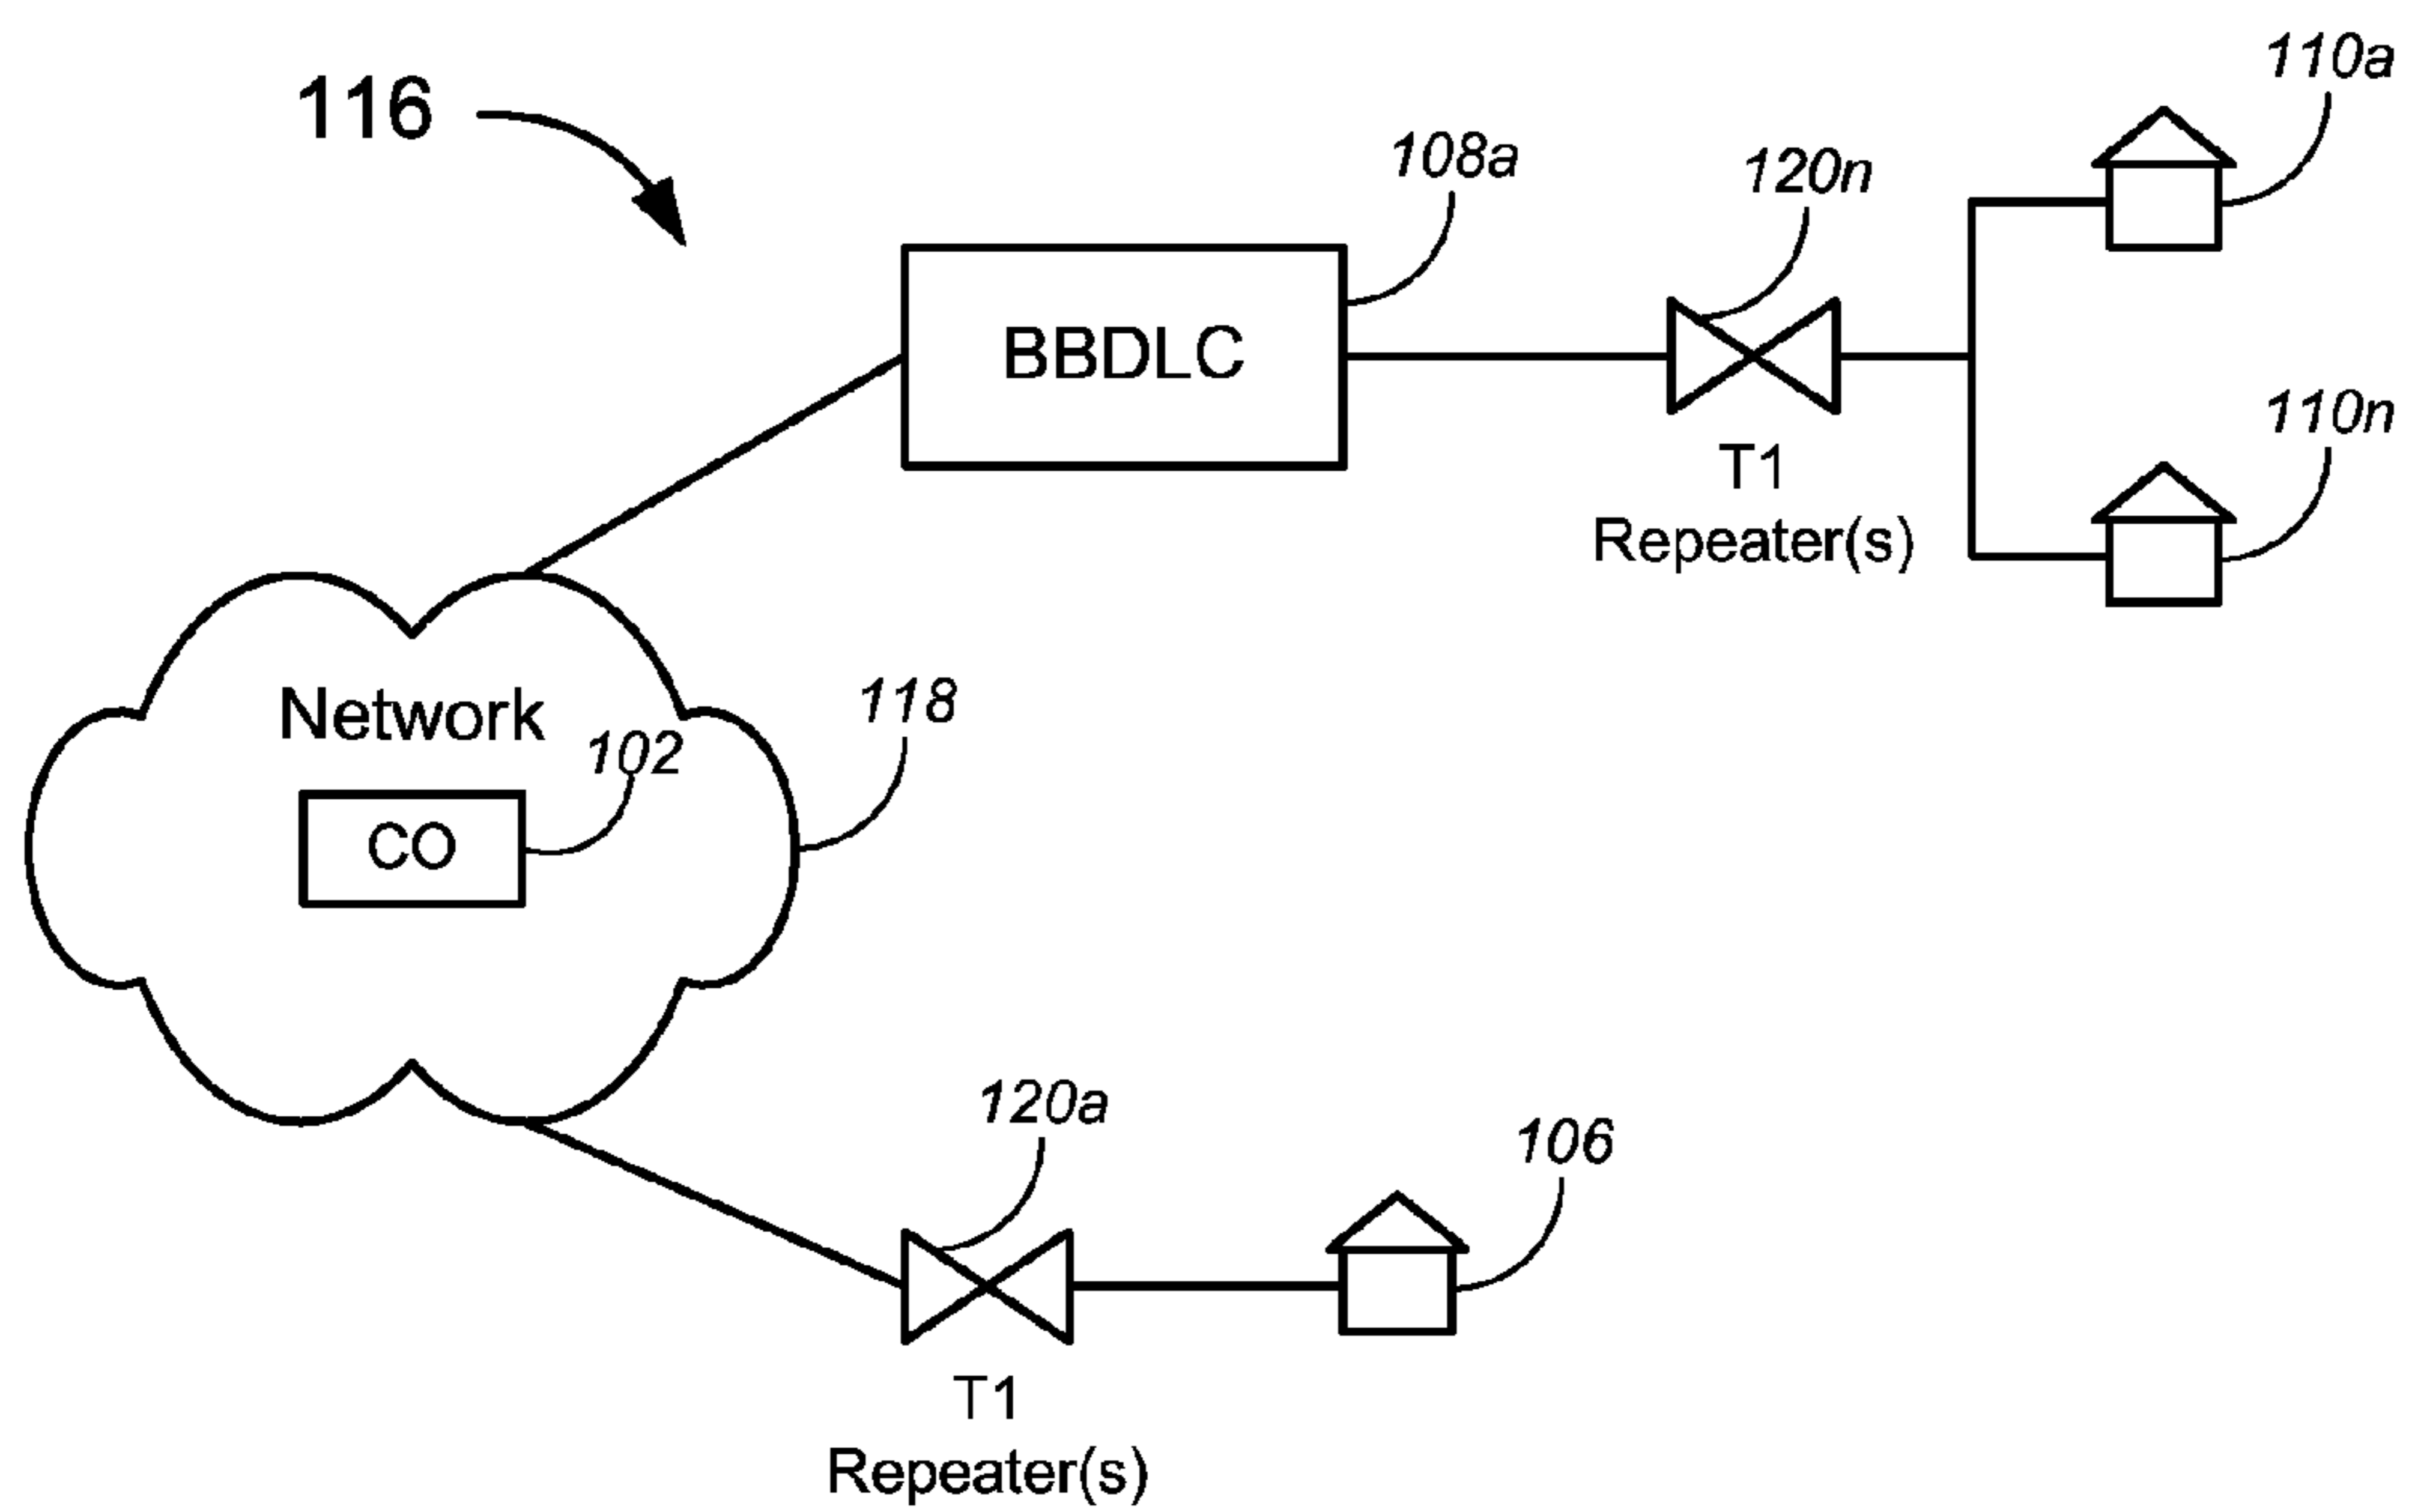 110a
116
108a
120n
BBDLC
110n
T1
Repeater(s)
118
Network
102
CO
120a
106
T1
Repeater(s)